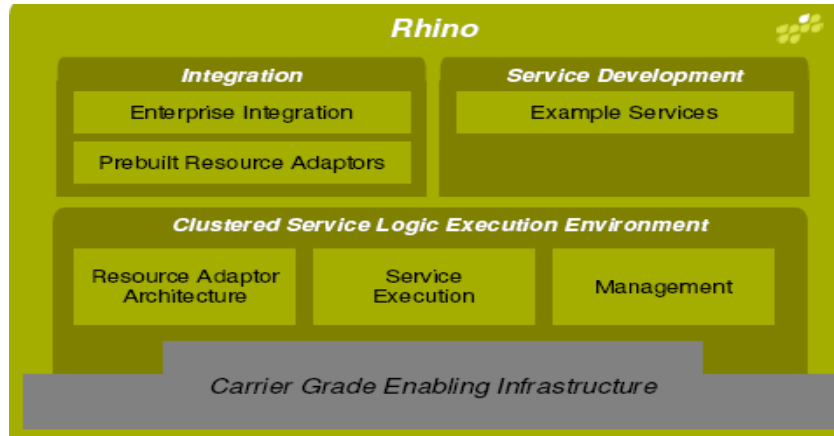 Rhino
Integration
Enterprise Integration
Prebuilt Resource Adaptors
Service Development
Example Services
Clustered Service Logic Execution Environment
Resource Adaptor
Architecture
Service
Execution
Management
Carrier Grade Enabling Infrastructure